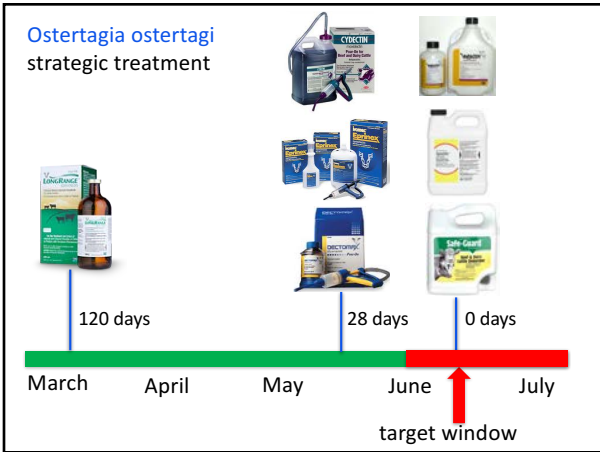 Ostertagia ostertagi
strategic treatment
CYDECTIN
Eprinex
LONGRANGE
DECTOMAX
Safe-Guard
120 days
28 days
0 days
March
April
May
June
July
target window